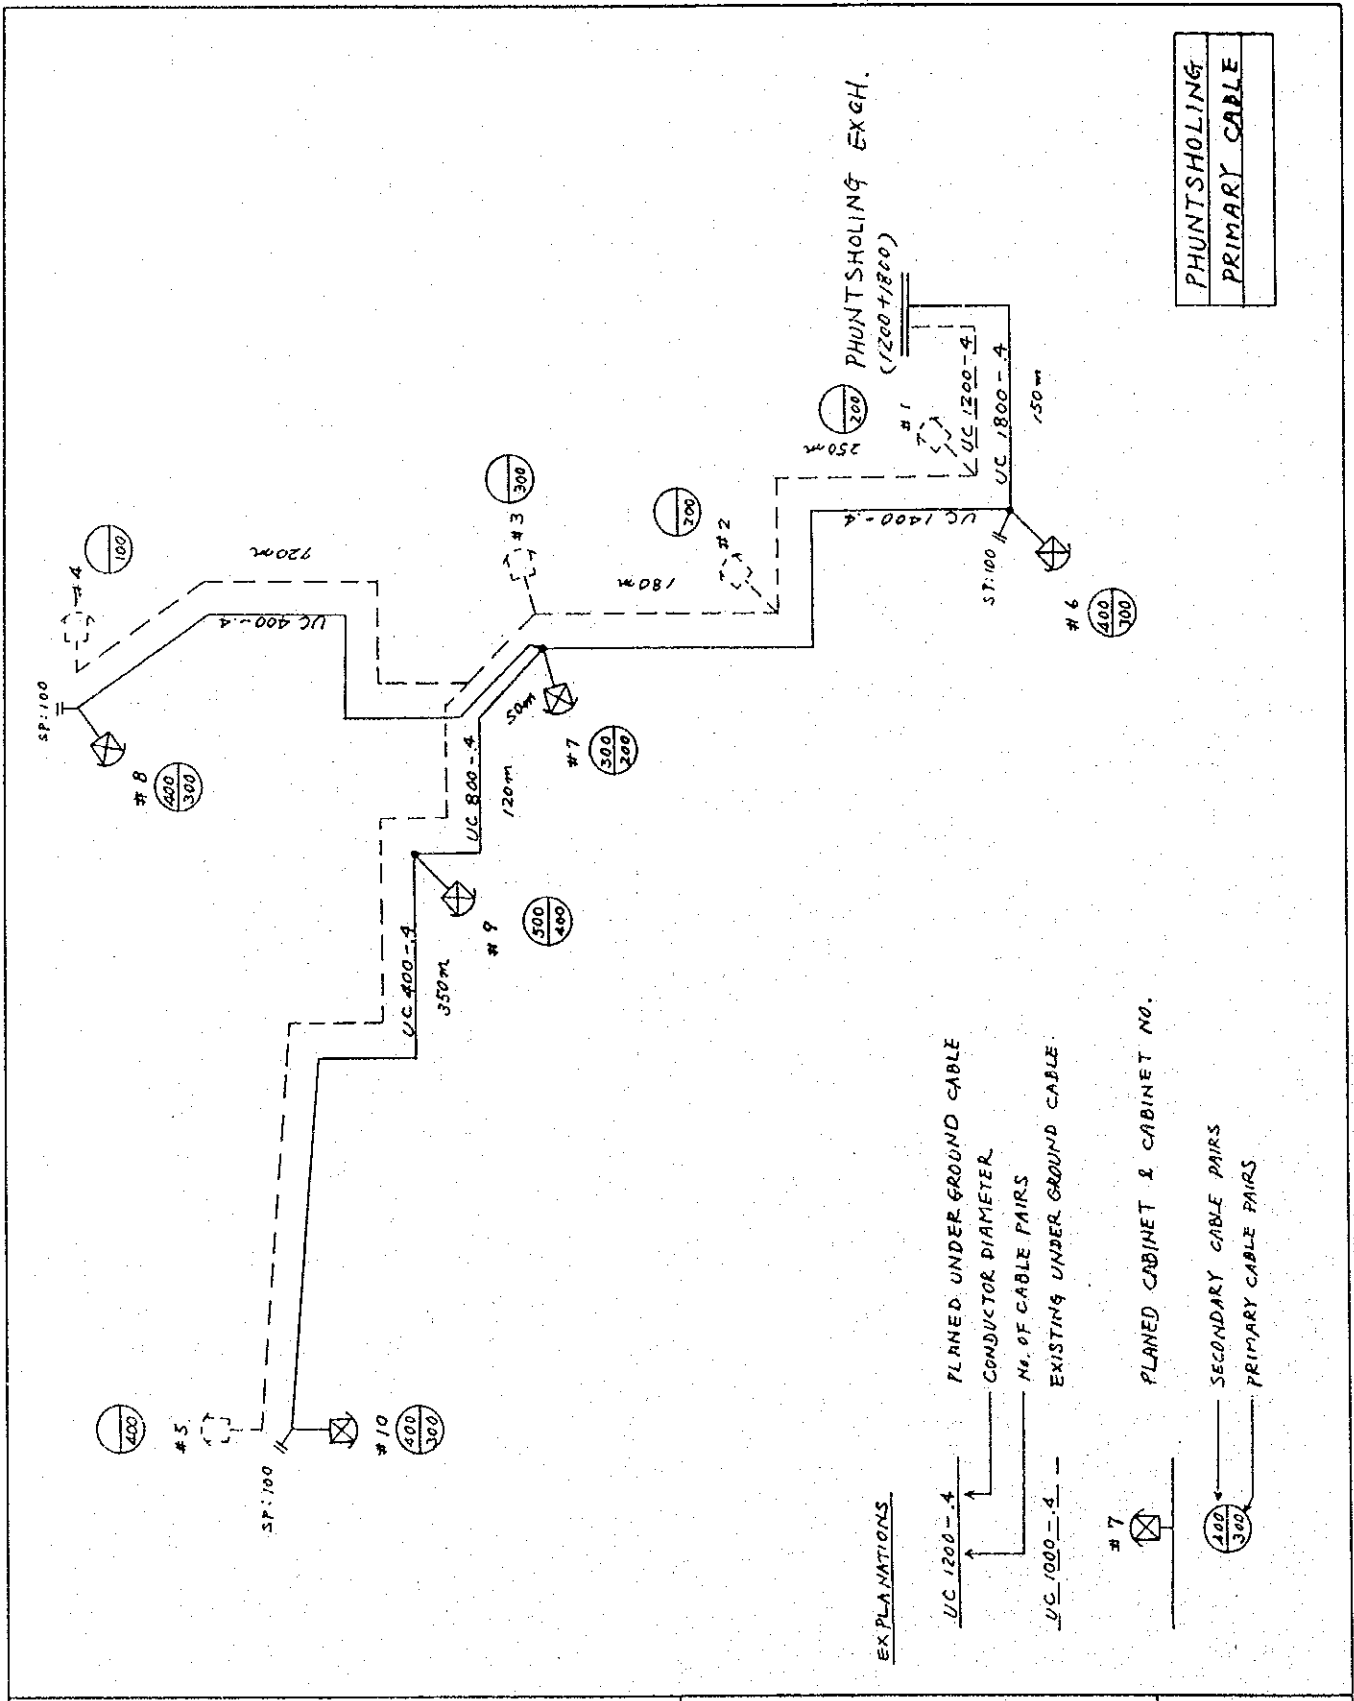 PHUNTSHOLING
PRIMARY CABLE
PHUNTSHOLING EXCH.
(1200+1800)
UC 1200-.4
UC 1800-.4
150m
#1
200
250m
UC 1400-.4
SP:100
#6
400
300
#2
200
180m
#3
300
#7
300
200
50m
720m
UC 400-.4
#4
100
SP:100
#8
400
300
UC 800-.4
120m
#9
500
400
UC 400-.4
350m
#5
400
SP:100
#10
400
300
EXPLANATIONS
UC 1200-.4
PLANED UNDER GROUND CABLE
CONDUCTOR DIAMETER
No. OF CABLE PAIRS
UC 1000-.4
EXISTING UNDER GROUND CABLE
#7
PLANED CABINET & CABINET NO.
400
300
SECONDARY CABLE PAIRS
PRIMARY CABLE PAIRS